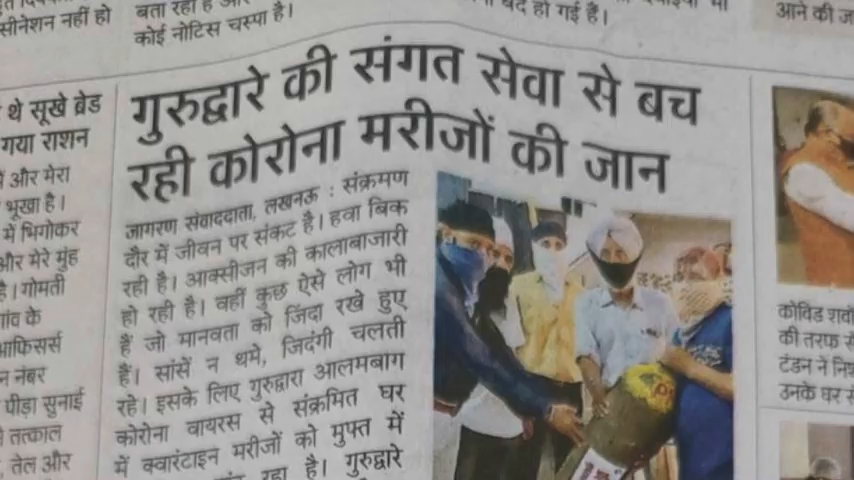 सीनेशन नहीं हो
बता रहा है और
कोई नोटिस चस्पा है।
बंद हो गई हैं।
आने की ज
थे सूखे ब्रेड
गया राशन
में और मेरा
भूखा है।
में भिगोकर
और मेरे मुंह
है। गोमती
गांव के
आफिसर्स
न नंबर
पीड़ा सुनाई
तत्काल
तेल और
गुरुद्वारे की संगत सेवा से बच
रही कोरोना मरीजों की जान
जागरण संवाददाता, लखनऊ : संक्रमण
दौर में जीवन पर संकट है। हवा बिक
रही है। आक्सीजन की कालाबाजारी
हो रही है। वहीं कुछ ऐसे लोग भी
हैं जो मानवता को जिंदा रखे हुए
हैं। सांसें न थमे, जिदंगी चलती
रहे। इसके लिए गुरुद्वारा आलमबाग
कोरोना वायरस से संक्रमित घर
में क्वारंटाइन मरीजों को मुफ्त में
रहा है। गुरुद्वारे
कोविड
की तरफ से
टंडन ने
उनके घर